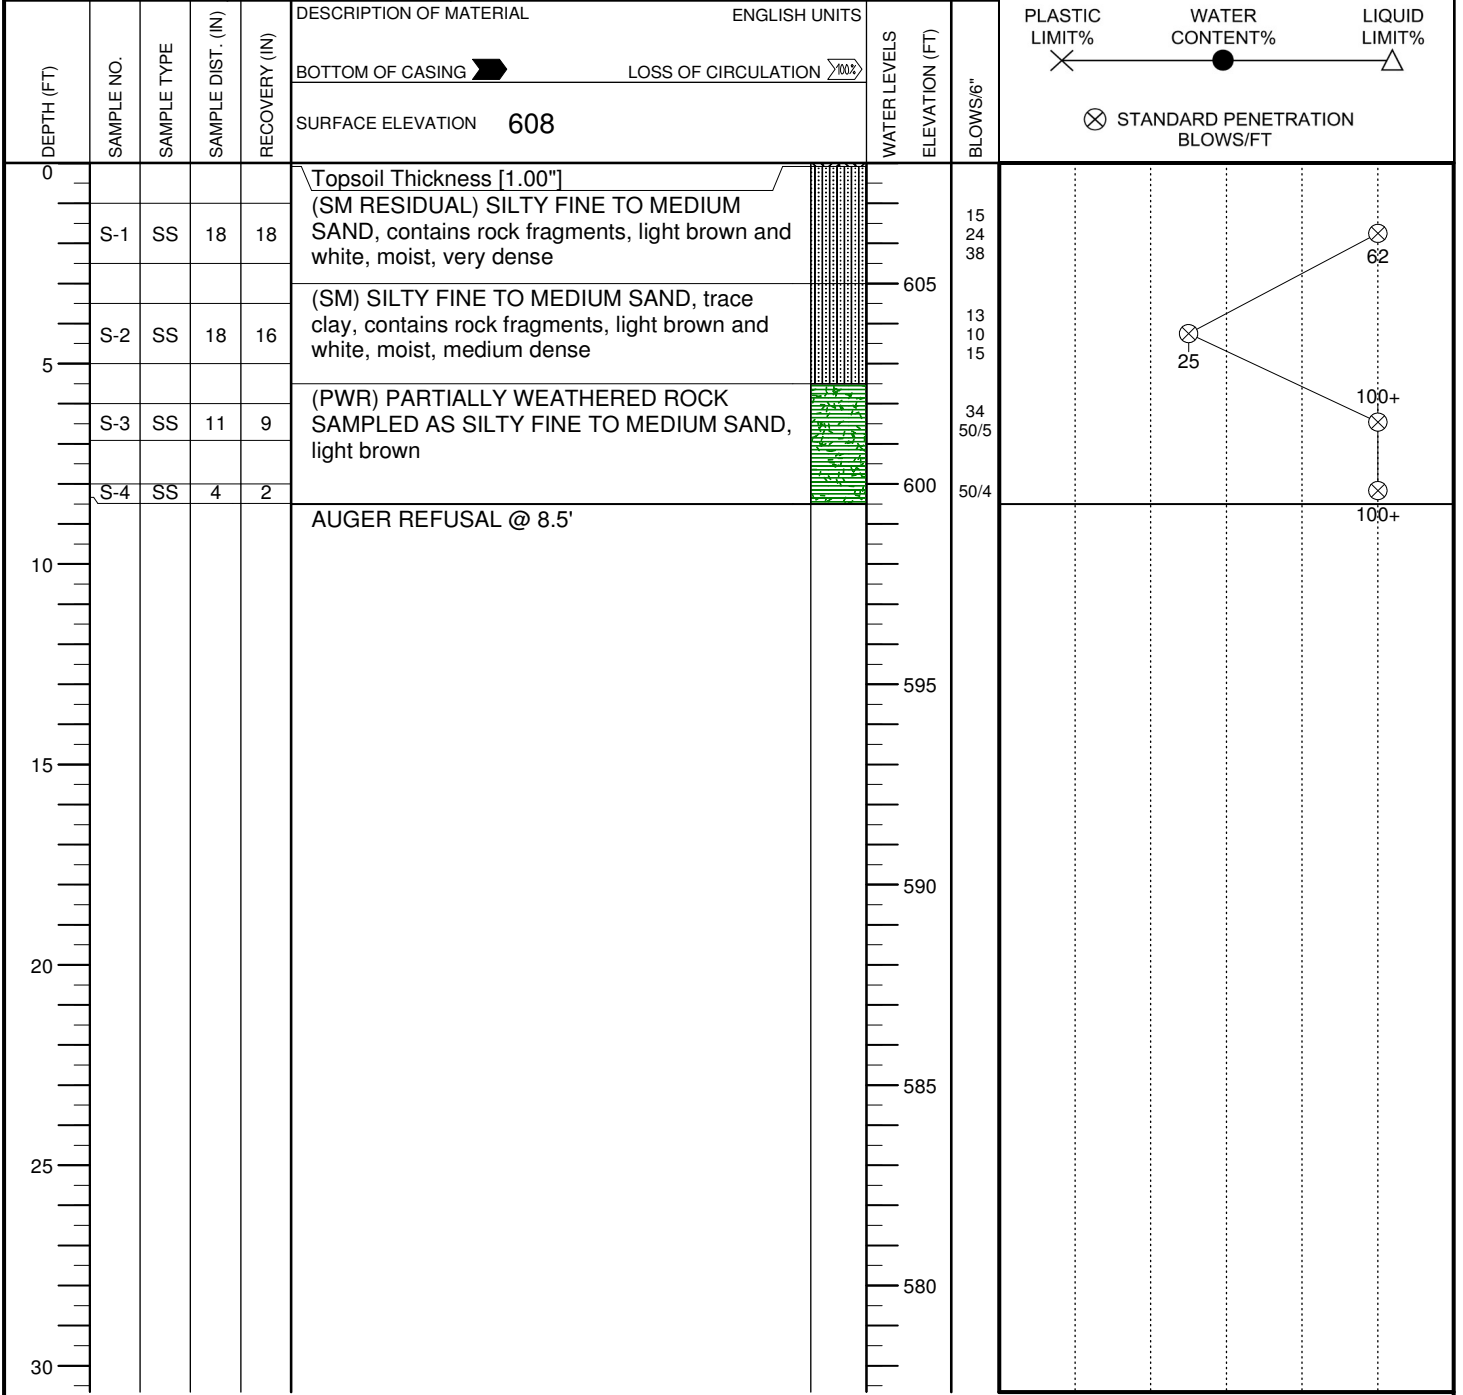 DEPTH (FT)
SAMPLE NO.
SAMPLE TYPE
SAMPLE DIST. (IN)
RECOVERY (IN)
DESCRIPTION OF MATERIAL
ENGLISH UNITS
BOTTOM OF CASING
LOSS OF CIRCULATION
100%
SURFACE ELEVATION 608
WATER LEVELS
ELEVATION (FT)
BLOWS/6"
PLASTIC
LIMIT%
WATER
CONTENT%
LIQUID
LIMIT%
STANDARD PENETRATION
BLOWS/FT
0
Topsoil Thickness [1.00"]
(SM RESIDUAL) SILTY FINE TO MEDIUM
SAND, contains rock fragments, light brown and
white, moist, very dense
S-1 SS 18 18
15
24
38
62
605
(SM) SILTY FINE TO MEDIUM SAND, trace
clay, contains rock fragments, light brown and
white, moist, medium dense
S-2 SS 18 16
13
10
15
25
5
(PWR) PARTIALLY WEATHERED ROCK
SAMPLED AS SILTY FINE TO MEDIUM SAND,
light brown
S-3 SS 11 9
34
50/5
100+
S-4 SS 4 2
600
50/4
100+
AUGER REFUSAL @ 8.5'
10
595
15
590
20
585
25
580
30